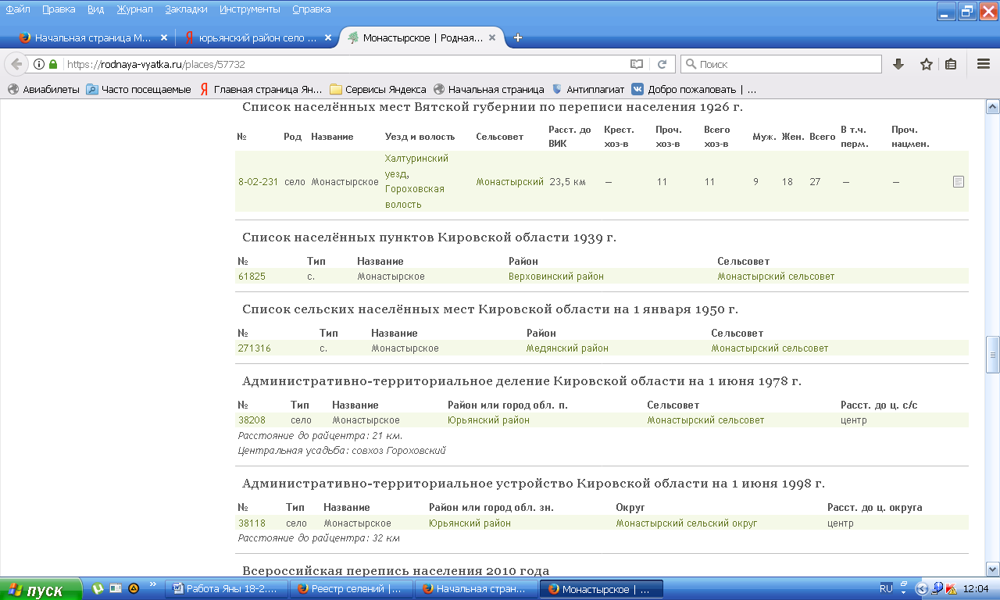 Файл Правка Вид Журнал Закладки Инструменты Справка
Начальная страница M... юрьянский район село ... Монастырское | Родная...
https://rodnaya-vyatka.ru/places/57732 Поиск
Авиабилеты Часто посещаемые Главная страница Ян... Сервисы Яндекса Начальная страница Антиплагиат Добро пожаловать | ...
Список населённых мест Вятской губернии по переписи населения 1926 г.
№ Род Название Уезд и волость Сельсовет Расст. до ВИК Крест. хоз-в Проч. хоз-в Всего хоз-в Муж. Жен. Всего В т.ч. перм. Проч. нацмен.
8-02-231 село Монастырское Халтуринский уезд, Гороховская волость Монастырский 23,5 км — 11 11 9 18 27 — —
Список населённых пунктов Кировской области 1939 г.
№ Тип Название Район Сельсовет
61825 с. Монастырское Верховинский район Монастырский сельсовет
Список сельских населённых мест Кировской области на 1 января 1950 г.
№ Тип Название Район Сельсовет
271316 с. Монастырское Медянский район Монастырский сельсовет
Административно-территориальное деление Кировской области на 1 июня 1978 г.
№ Тип Название Район или город обл. п. Сельсовет Расст. до ц. с/с
38208 село Монастырское Юрьянский район Монастырский сельсовет центр
Расстояние до райцентра: 21 км.
Центральная усадьба: совхоз Гороховский
Административно-территориальное устройство Кировской области на 1 июня 1998 г.
№ Тип Название Район или город обл. зн. Округ Расст. до ц. округа
38118 село Монастырское Юрьянский район Монастырский сельский округ центр
Расстояние до райцентра: 32 км
Всероссийская перепись населения 2010 года
пуск Работа Яны 18-2.... Реестр селений |... Начальная стран... Монастырское | ... RU 12:04